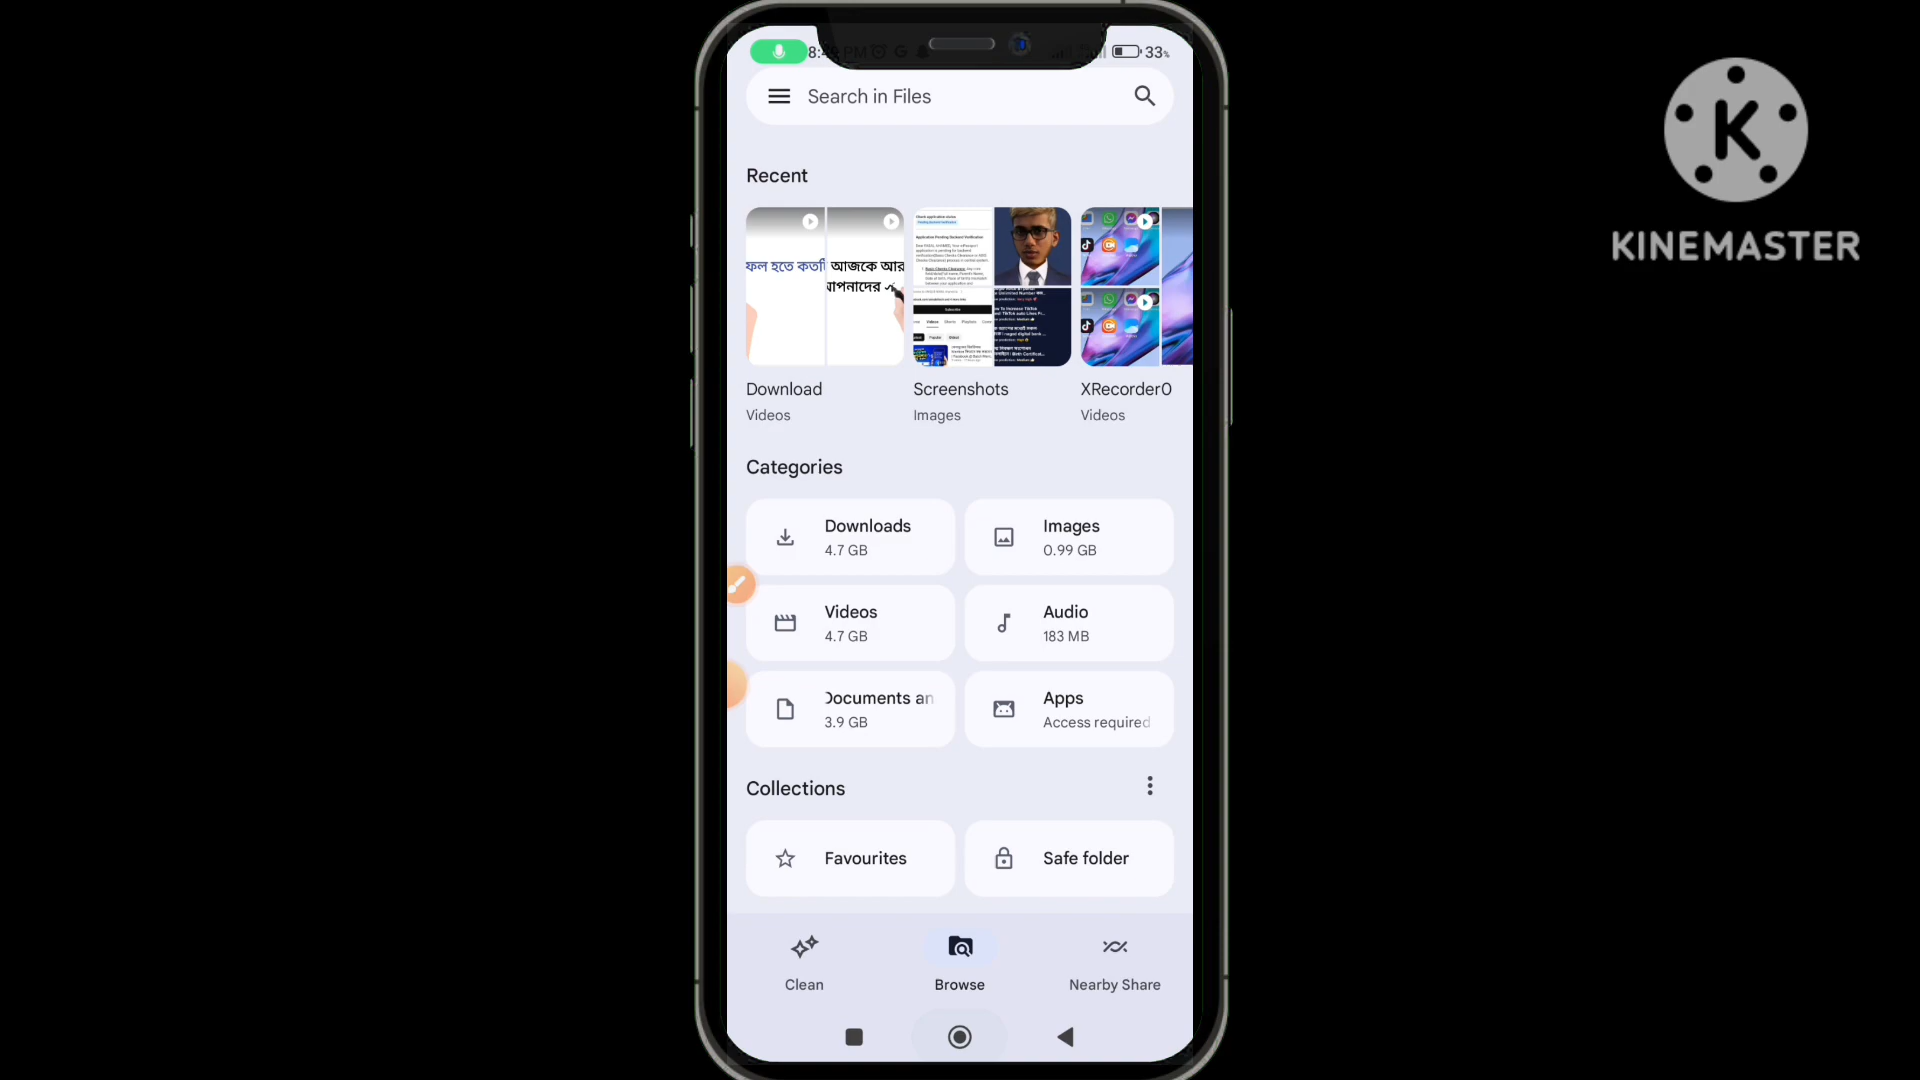 33%
Search in Files
Recent
ফল হতে কতটি
আজকে আর
মাপনাদের
Download
Videos
Screenshots
Images
XRecorder0
Videos
Categories
Downloads
4.7 GB
Images
0.99 GB
Videos
4.7 GB
Audio
183 MB
Documents an
3.9 GB
Apps
Access required
Collections
Favourites
Safe folder
Clean
Browse
Nearby Share
K
KINEMASTER